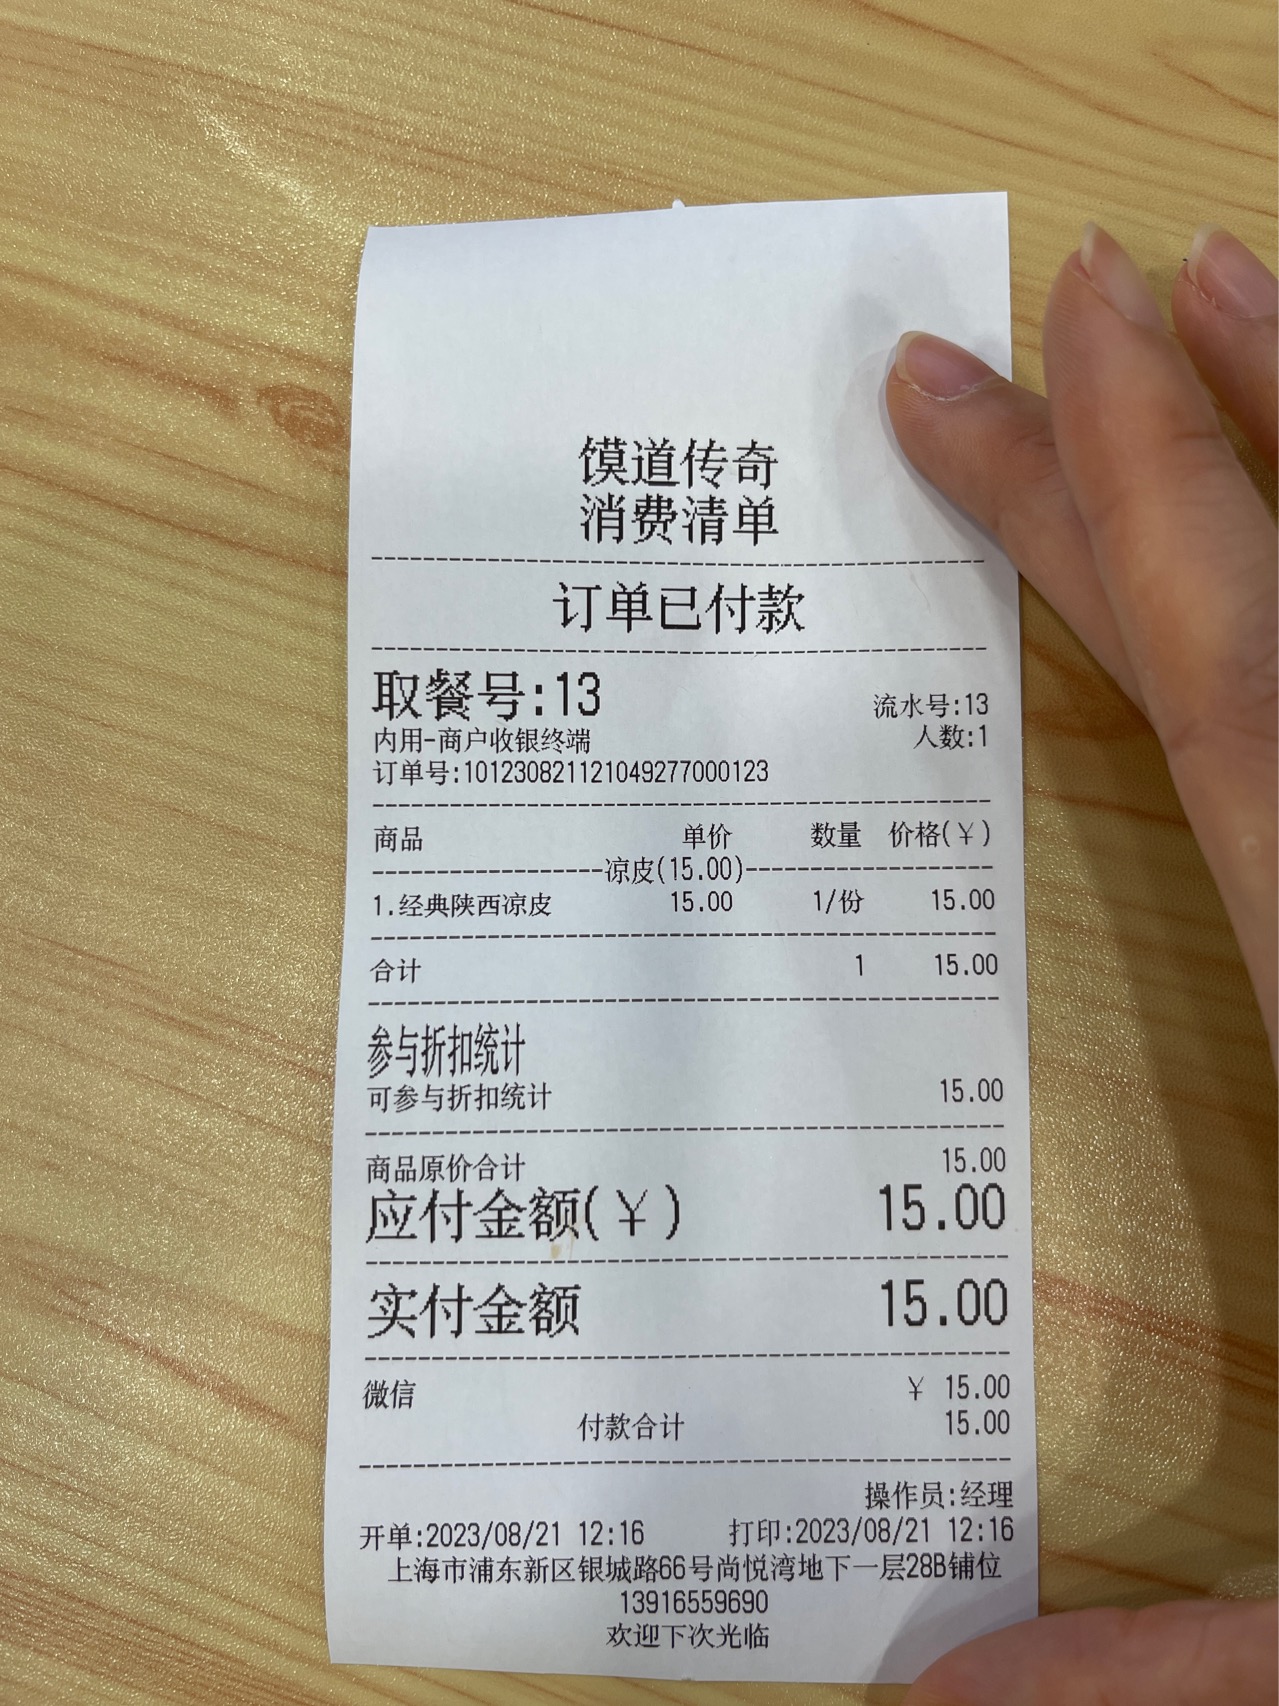 馍道传奇
消费清单
订单已付款
取餐号:13
流水号:13
内用-商户收银终端
人数:1
订单号:101230821121049277000123
商品 单价 数量 价格(¥)
凉皮(15.00)
1.经典陕西凉皮 15.00 1/份 15.00
合计 1 15.00
参与折扣统计
可参与折扣统计 15.00
商品原价合计 15.00
应付金额(¥) 15.00
实付金额 15.00
微信 ¥ 15.00
付款合计 15.00
操作员:经理
开单:2023/08/21 12:16 打印:2023/08/21 12:16
上海市浦东新区银城路66号尚悦湾地下一层28B铺位
13916559690
欢迎下次光临